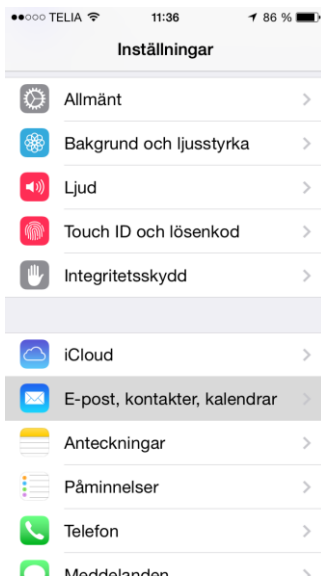 TELIA 11:36 86 %
Inställningar
Allmänt
Bakgrund och ljusstyrka
Ljud
Touch ID och lösenkod
Integritetsskydd
iCloud
E-post, kontakter, kalendrar
Anteckningar
Påminnelser
Telefon
Meddelanden